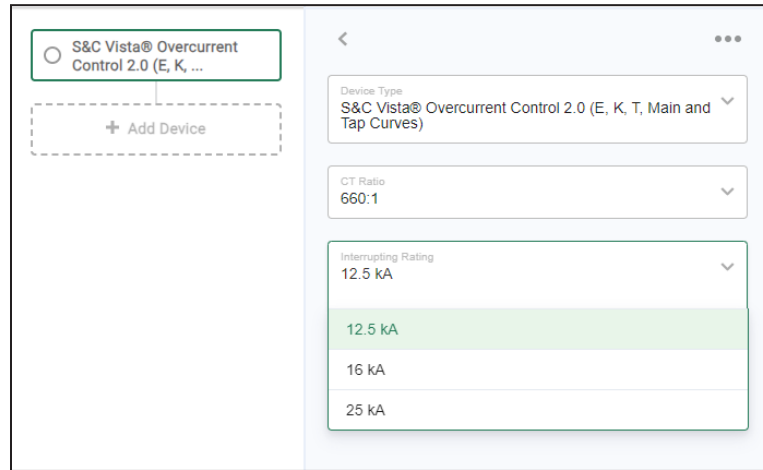 S&C Vista® Overcurrent
Control 2.0 (E, K, ...
+ Add Device
Device Type
S&C Vista® Overcurrent Control 2.0 (E, K, T, Main and
Tap Curves)
CT Ratio
660:1
Interrupting Rating
12.5 kA
12.5 kA
16 kA
25 kA